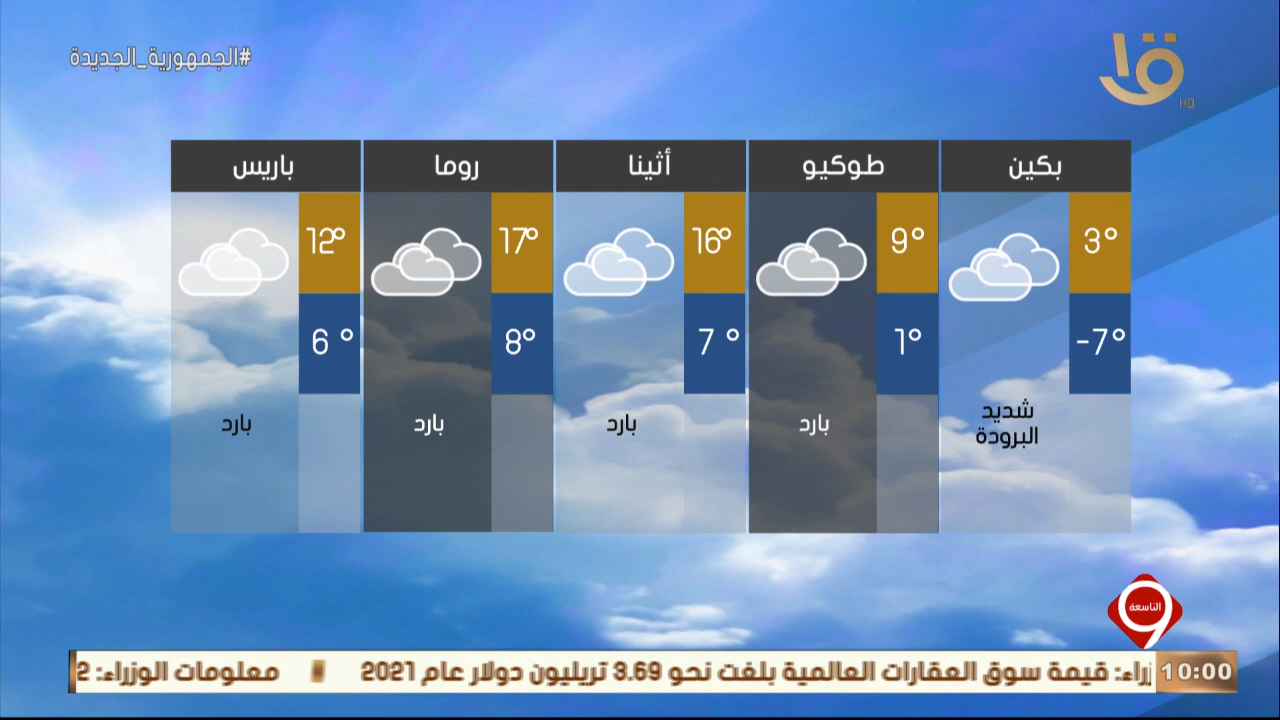 #الجمهورية_الجديدة
HD
بكين
طوكيو
أثينا
روما
باريس
3°
9°
16°
17°
12°
-7°
1°
7 °
8°
6 °
شديد
البرودة
بارد
بارد
بارد
بارد
التاسعة
9
10:00
زراء: قيمة سوق العقارات العالمية بلغت نحو 3.69 تريليون دولار عام 2021 معلومات الوزراء: 2